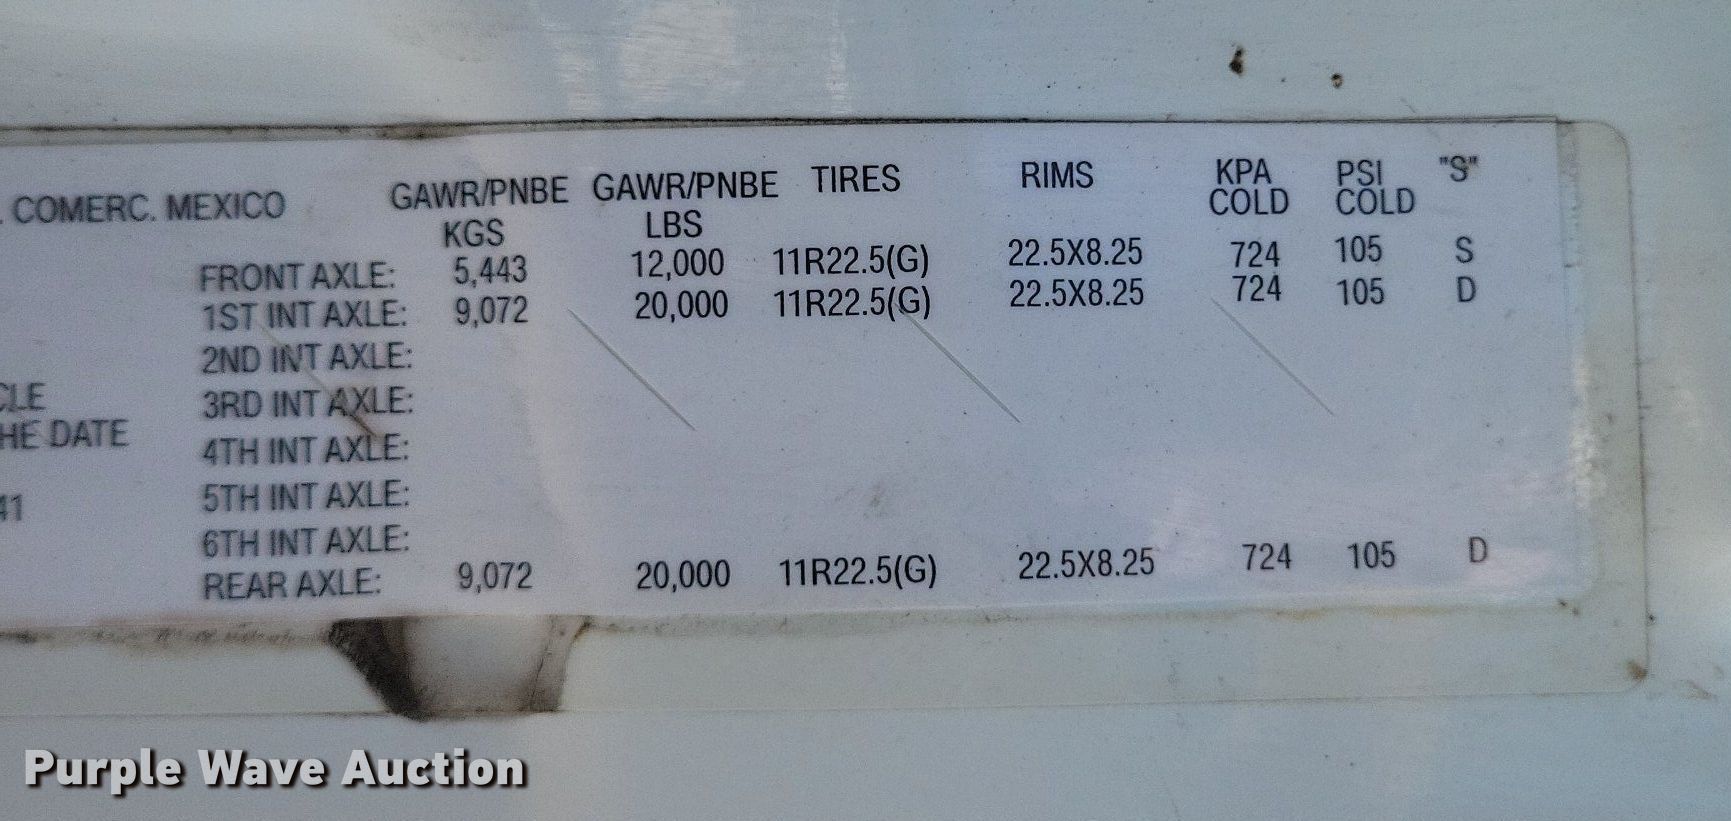 . COMERC. MEXICO GAWR/PNBE GAWR/PNBE TIRES RIMS KPA PSI "S"
KGS LBS COLD COLD
FRONT AXLE: 5,443 12,000 11R22.5(G) 22.5X8.25 724 105 S
1ST INT AXLE: 9,072 20,000 11R22.5(G) 22.5X8.25 724 105 D
2ND INT AXLE:
3RD INT AXLE:
CLE
HE DATE
4TH INT AXLE:
5TH INT AXLE:
41
6TH INT AXLE:
REAR AXLE: 9,072 20,000 11R22.5(G) 22.5X8.25 724 105 D
Purple Wave Auction